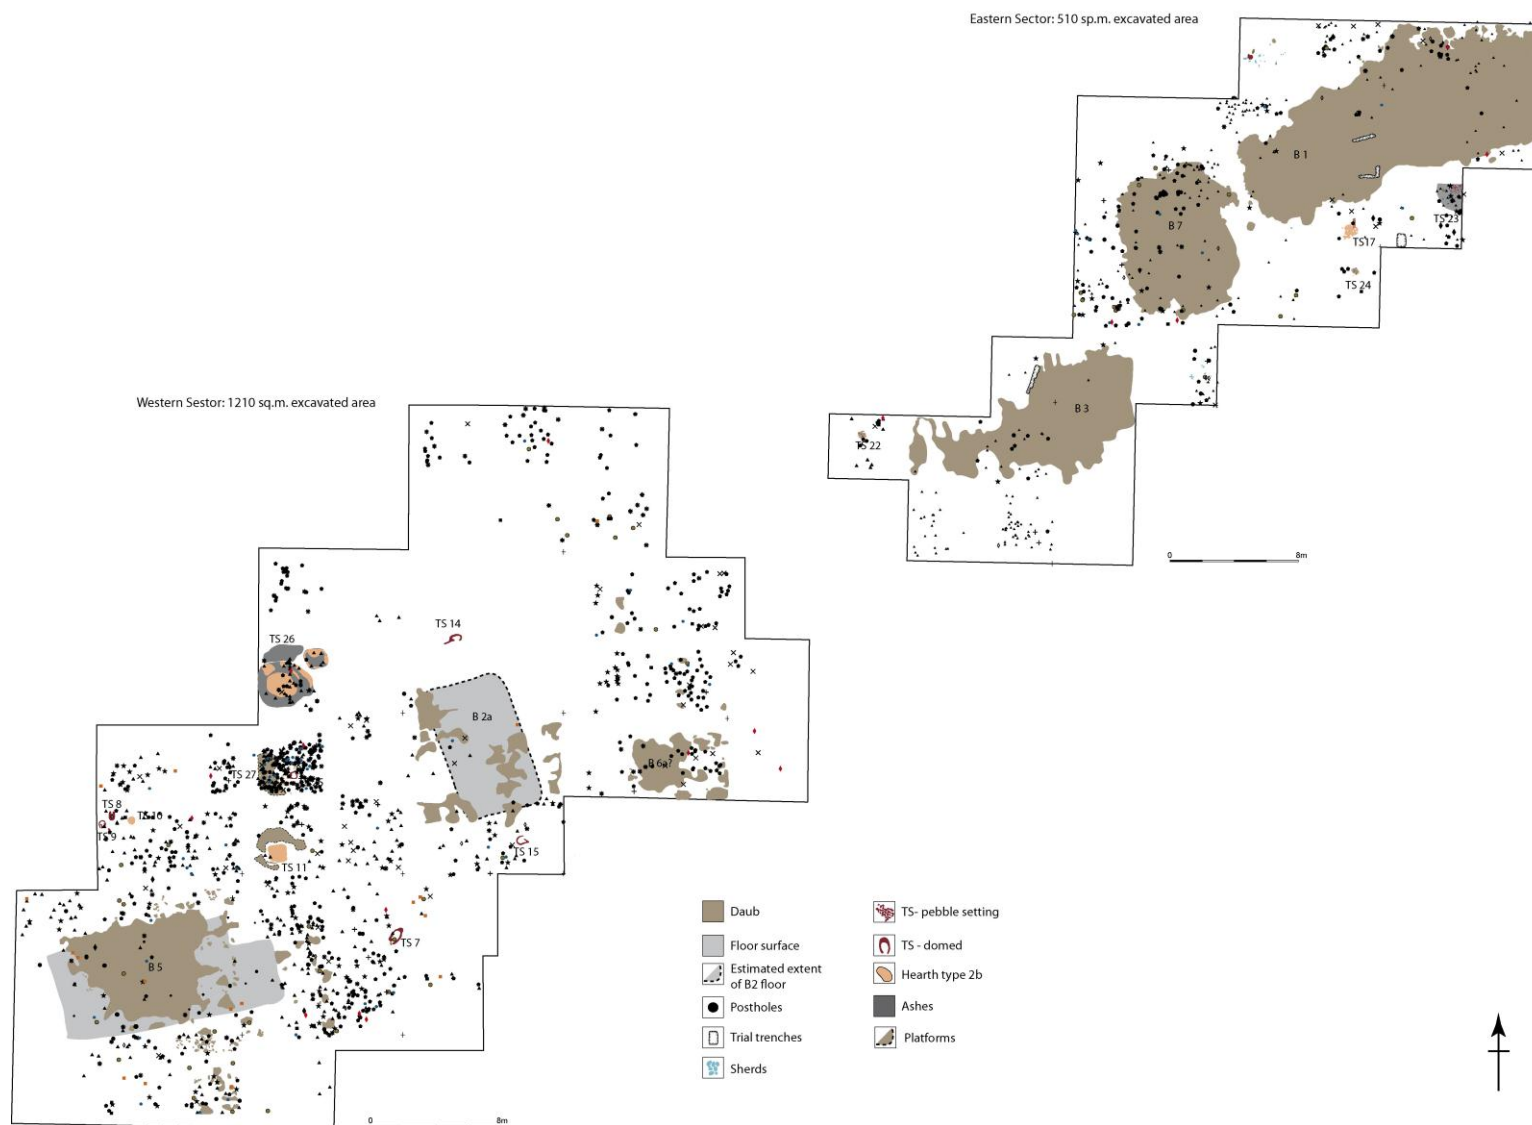 Eastern Sector: 510 sp.m. excavated area
B 1
B 7
TS 23
TS17
TS 24
B 3
TS 22
0 8m
Western Sestor: 1210 sq.m. excavated area
TS 14
TS 26
B 2a
B 6a?
TS 27
TS 8
TS 10
TS 9
TS 15
TS 11
TS 7
B 5
0 8m
Daub
Floor surface
Estimated extent
of B2 floor
Postholes
Trial trenches
Sherds
TS- pebble setting
TS - domed
Hearth type 2b
Ashes
Platforms